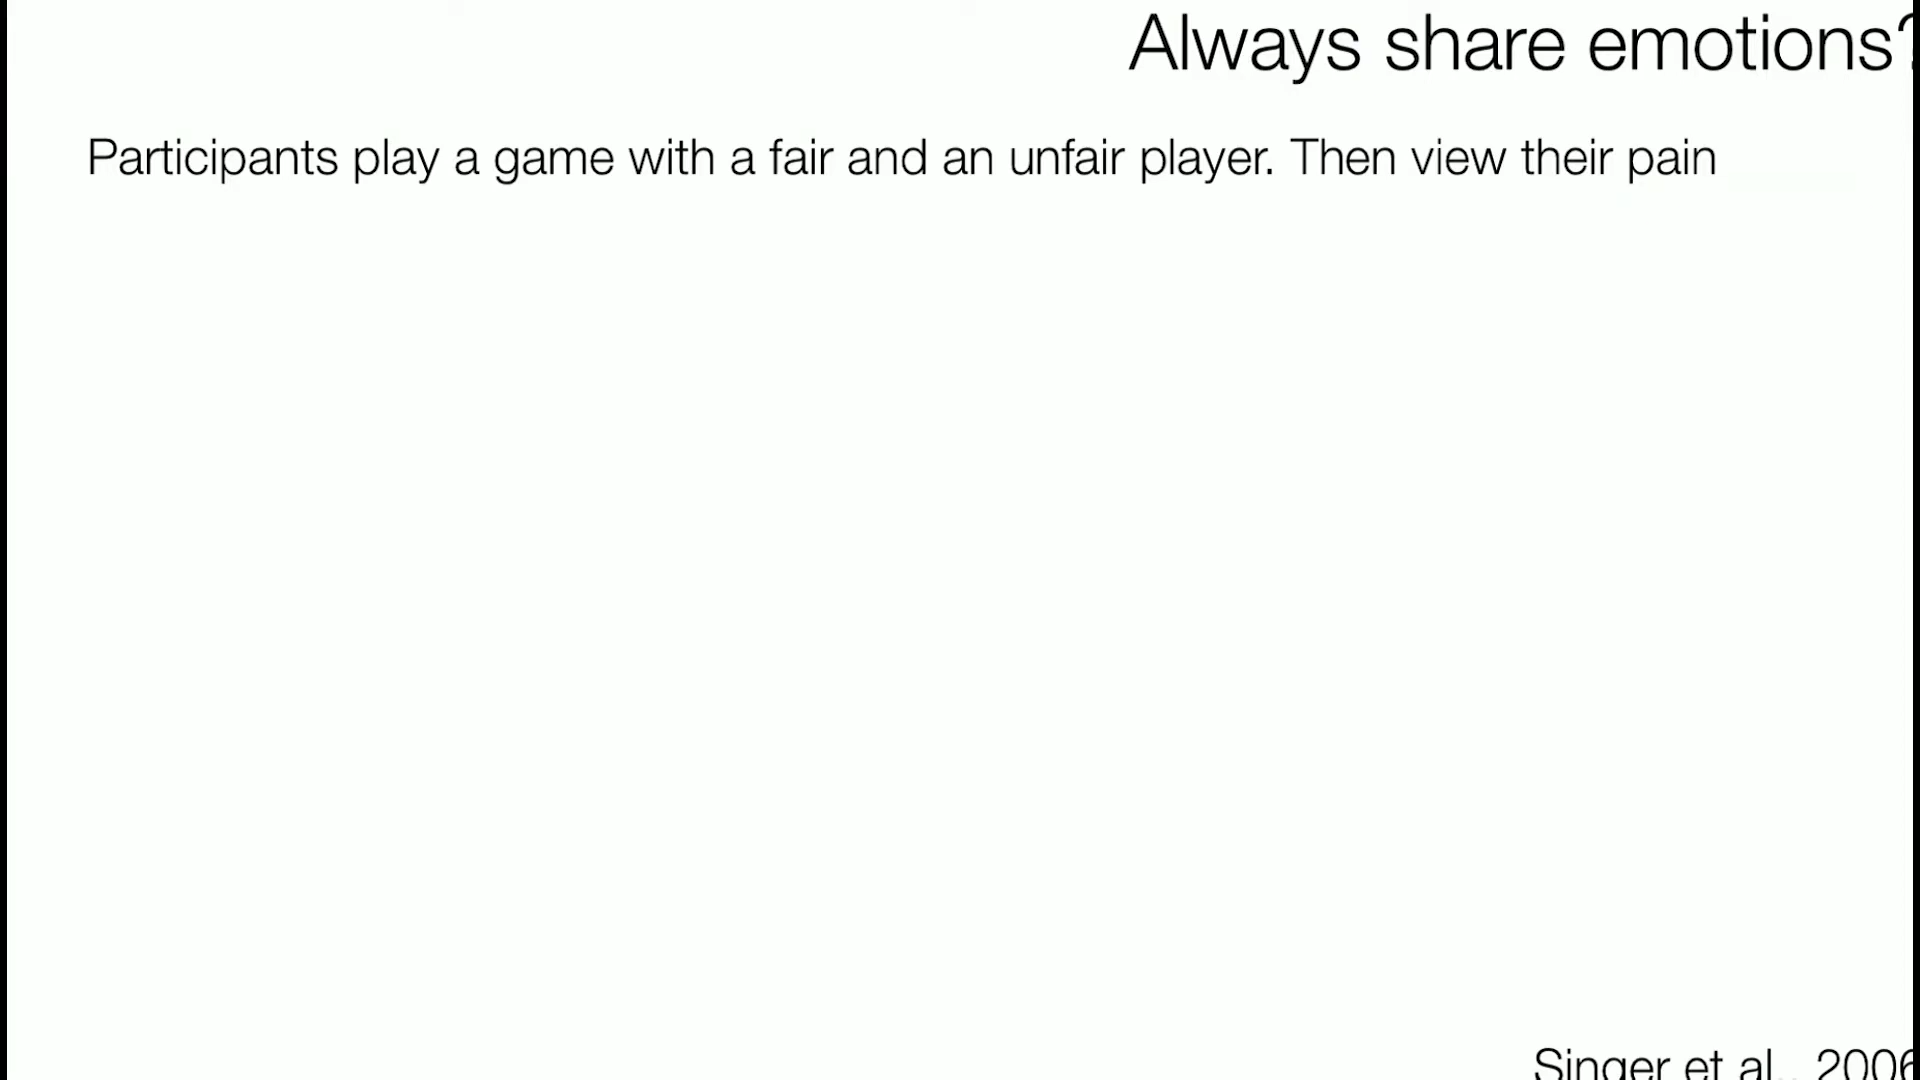 Always share emotions?
Participants play a game with a fair and an unfair player. Then view their pain
Singer et al., 2006